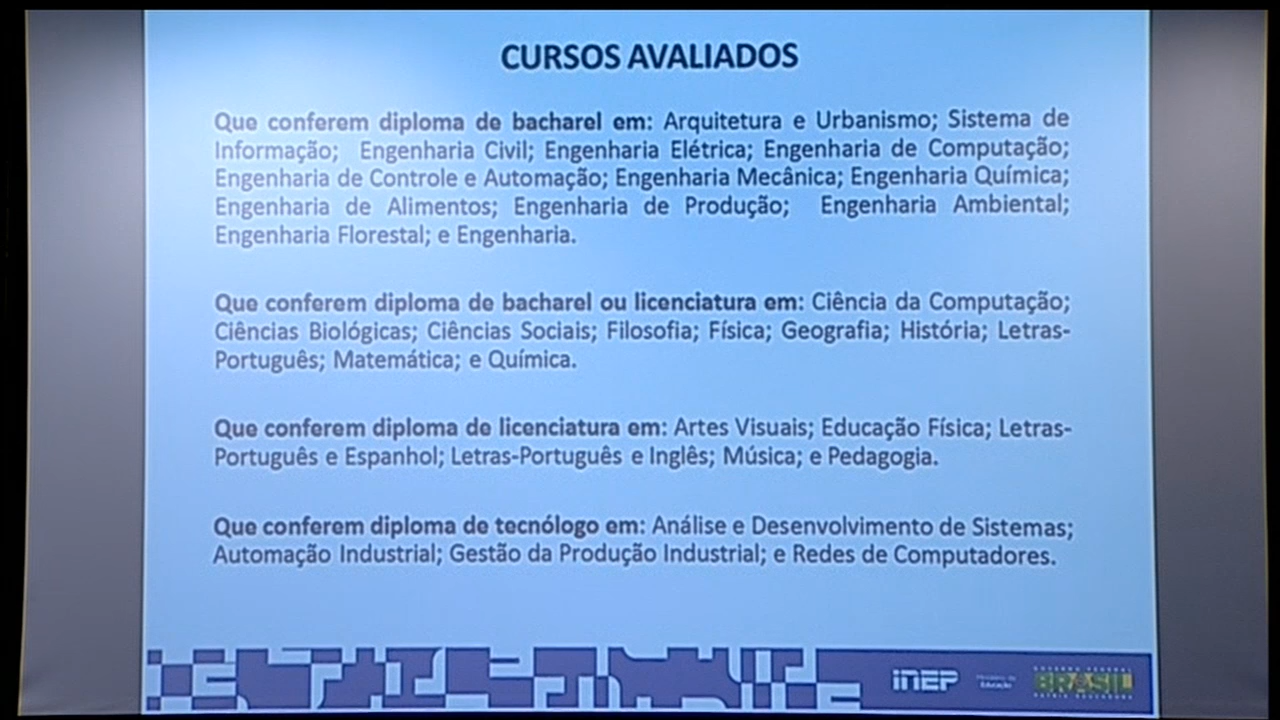 CURSOS AVALIADOS
Que conferem diploma de bacharel em: Arquitetura e Urbanismo; Sistema de
Informação; Engenharia Civil; Engenharia Elétrica; Engenharia de Computação;
Engenharia de Controle e Automação; Engenharia Mecânica; Engenharia Química;
Engenharia de Alimentos; Engenharia de Produção; Engenharia Ambiental;
Engenharia Florestal; e Engenharia.
Que conferem diploma de bacharel ou licenciatura em: Ciência da Computação;
Ciências Biológicas; Ciências Sociais; Filosofia; Física; Geografia; História; Letras-
Português; Matemática; e Química.
Que conferem diploma de licenciatura em: Artes Visuais; Educação Física; Letras-
Português e Espanhol; Letras-Português e Inglês; Música; e Pedagogia.
Que conferem diploma de tecnólogo em: Análise e Desenvolvimento de Sistemas;
Automação Industrial; Gestão da Produção Industrial; e Redes de Computadores.
inep
Ministério da
Educação
GOVERNO FEDERAL
BRASIL